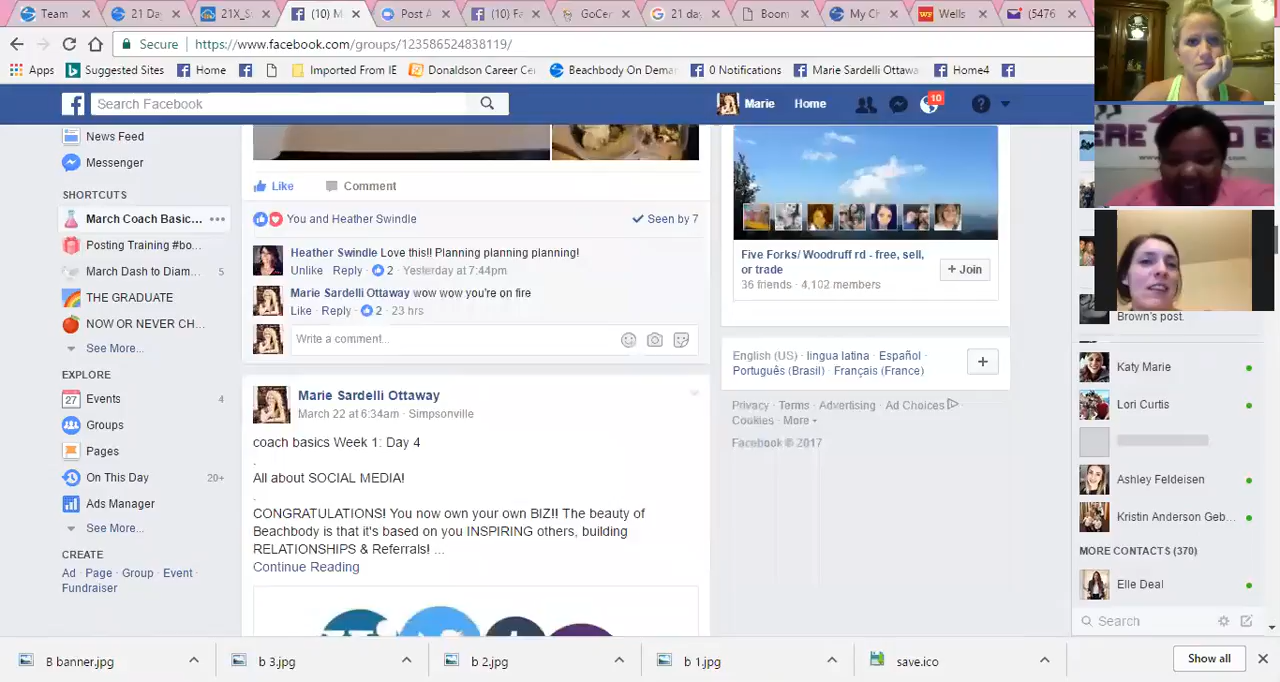 Team
21 Day
21X_S
(10) M
Post A
(10) Fa
GoCer
21 day
Boom
My Ch
Wells
(5476
Secure
https://www.facebook.com/groups/123586524838119/
Apps
Suggested Sites
Home
Imported From IE
Donaldson Career Ce
Beachbody On Dema
0 Notifications
Marie Sardelli Ottawa
Home4
Search Facebook
Marie
Home
10
News Feed
Messenger
SHORTCUTS
March Coach Basic...
Posting Training #bo...
March Dash to Diam... 5
THE GRADUATE
NOW OR NEVER CH...
See More...
EXPLORE
Events 4
Groups
Pages
On This Day 20+
Ads Manager
See More...
CREATE
Ad · Page · Group · Event ·
Fundraiser
Like Comment
You and Heather Swindle Seen by 7
Heather Swindle Love this!! Planning planning planning!
Unlike · Reply · 2 · Yesterday at 7:44pm
Marie Sardelli Ottaway wow wow you're on fire
Like · Reply · 2 · 23 hrs
Write a comment...
Marie Sardelli Ottaway
March 22 at 6:34am · Simpsonville
coach basics Week 1: Day 4
.
All about SOCIAL MEDIA!
.
CONGRATULATIONS! You now own your own BIZ!! The beauty of
Beachbody is that it's based on you INSPIRING others, building
RELATIONSHIPS & Referrals! ...
Continue Reading
Five Forks/ Woodruff rd - free, sell,
or trade
36 friends · 4,102 members
+ Join
English (US) · lingua latina · Español ·
Português (Brasil) · Français (France)
Privacy · Terms · Advertising · Ad Choices
Cookies · More
Facebook © 2017
Brown's post.
Katy Marie
Lori Curtis
Ashley Feldeisen
Kristin Anderson Geb...
MORE CONTACTS (370)
Elle Deal
Search
B banner.jpg
b 3.jpg
b 2.jpg
b 1.jpg
save.ico
Show all